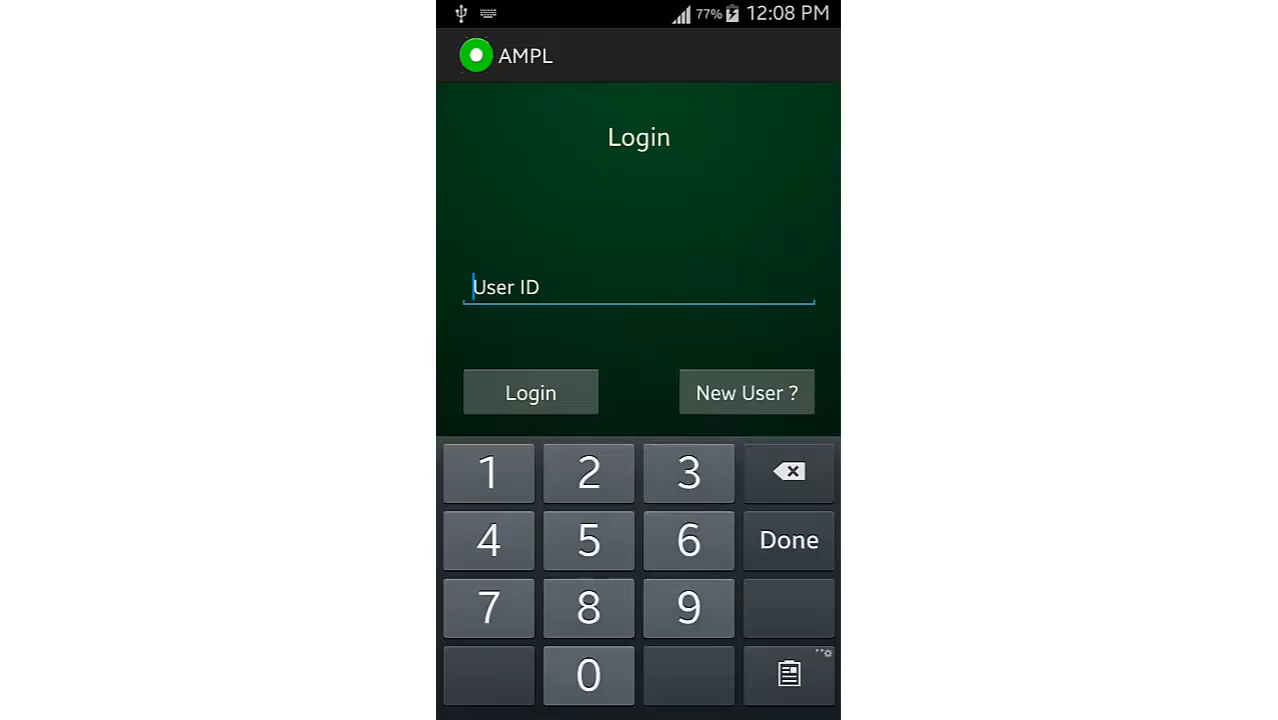 77% 12:08 PM
AMPL
Login
User ID
Login New User ?
1 2 3
4 5 6 Done
7 8 9
0